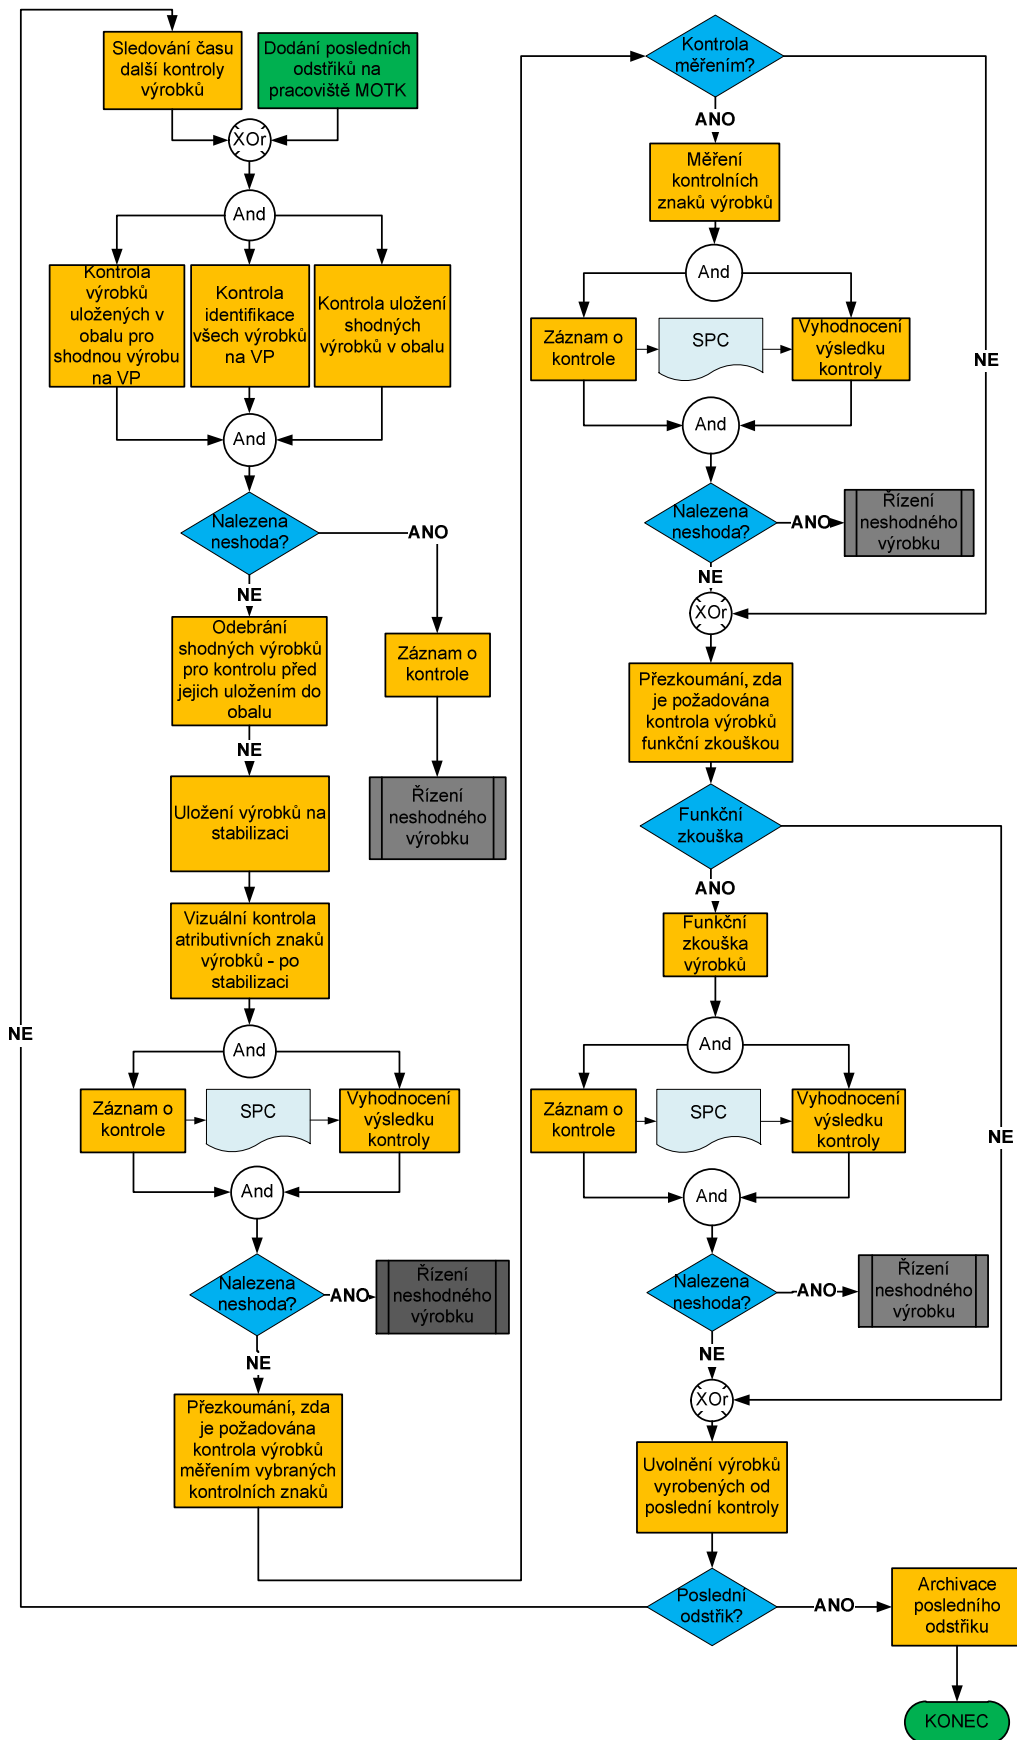 Sledování času
další kontroly
výrobků
Dodání posledních
odstřiků na
pracoviště MOTK
XOr
And
Kontrola
výrobků
uložených v
obalu pro
shodnou výrobu
na VP
Kontrola
identifikace
všech výrobků
na VP
Kontrola uložení
shodných
výrobků v obalu
And
Nalezena
neshoda?
ANO
NE
Odebrání
shodných výrobků
pro kontrolu před
jejich uložením do
obalu
Záznam o
kontrole
NE
Uložení výrobků na
stabilizaci
Řízení
neshodného
výrobku
Vizuální kontrola
atributivních znaků
výrobků - po
stabilizaci
NE
And
Záznam o
kontrole
SPC
Vyhodnocení
výsledku
kontroly
And
Nalezena
neshoda?
ANO
Řízení
neshodného
výrobku
NE
Přezkoumání, zda
je požadována
kontrola výrobků
měřením vybraných
kontrolních znaků
Kontrola
měřením?
ANO
Měření
kontrolních
znaků výrobků
And
Záznam o
kontrole
SPC
Vyhodnocení
výsledku
kontroly
NE
And
Nalezena
neshoda?
ANO
Řízení
neshodného
výrobku
NE
XOr
Přezkoumání, zda
je požadována
kontrola výrobků
funkční zkouškou
Funkční
zkouška
ANO
Funkční
zkouška
výrobků
And
Záznam o
kontrole
SPC
Vyhodnocení
výsledku
kontroly
NE
And
Nalezena
neshoda?
ANO
Řízení
neshodného
výrobku
NE
XOr
Uvolnění výrobků
vyrobených od
poslední kontroly
Poslední
odstřik?
ANO
Archivace
posledního
odstřiku
KONEC